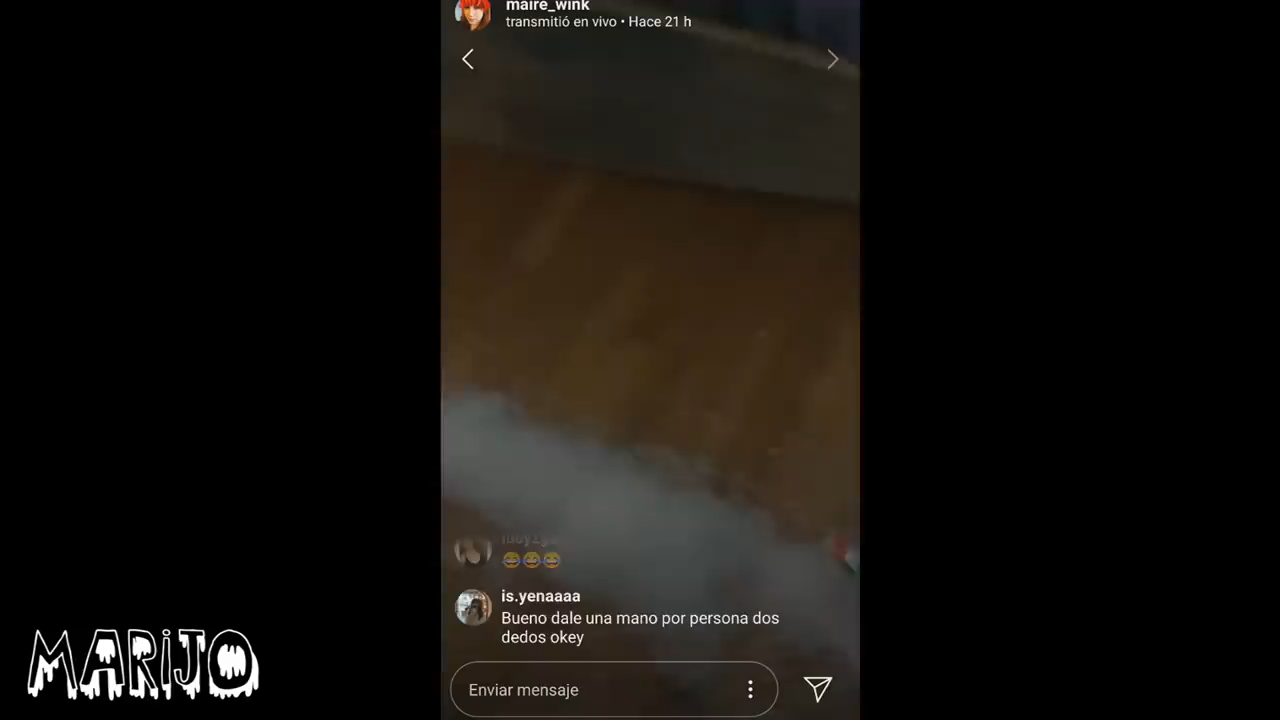 maire_wink
transmitió en vivo • Hace 21 h
😂😂😂
is.yenaaaa
Bueno dale una mano por persona dos
dedos okey
Enviar mensaje
MARiJO